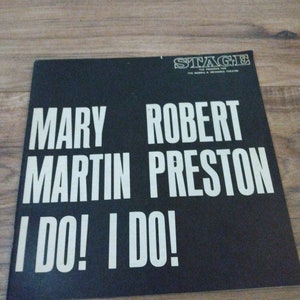 STAGE
MARY ROBERT
MARTIN PRESTON
I DO! I DO!